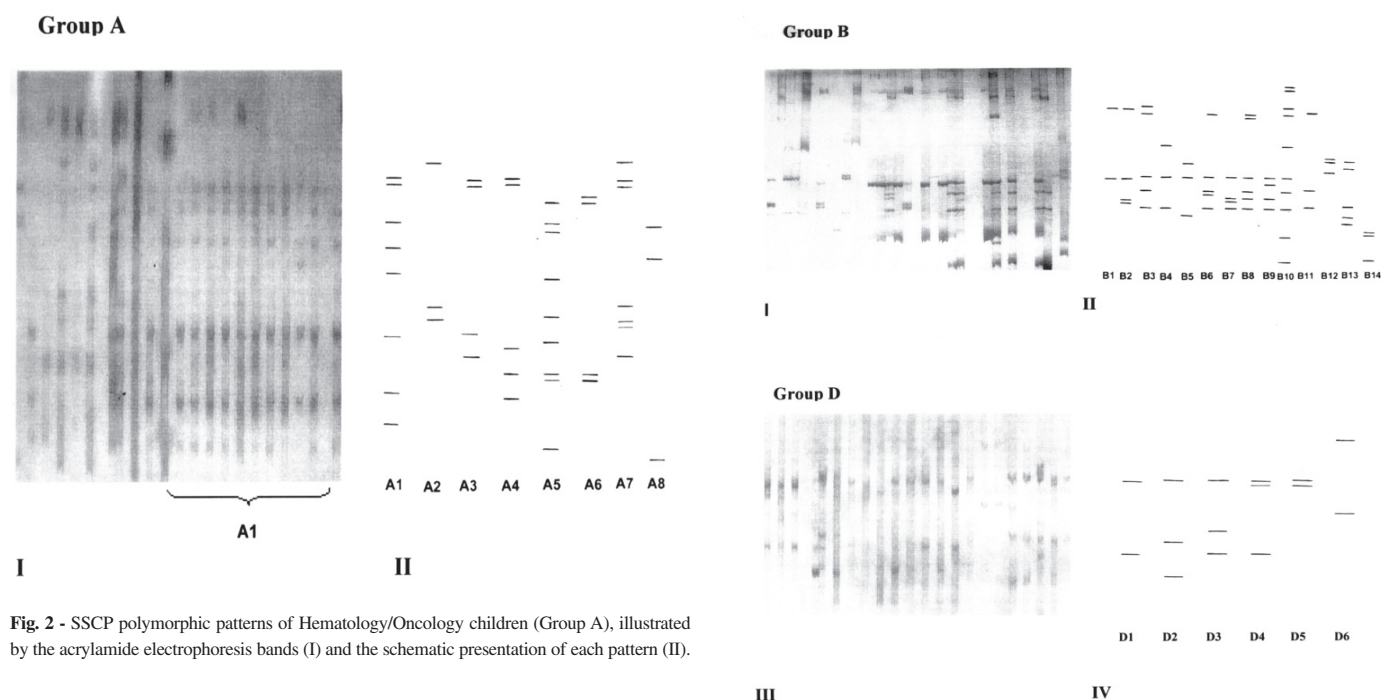 Group A
A1 A2 A3 A4 A5 A6 A7 A8
A1
I II
Fig. 2 - SSCP polymorphic patterns of Hematology/Oncology children (Group A), illustrated
by the acrylamide electrophoresis bands (I) and the schematic presentation of each pattern (II).
Group B
B1 B2 B3 B4 B5 B6 B7 B8 B9 B10 B11 B12 B13 B14
I II
Group D
D1 D2 D3 D4 D5 D6
III IV